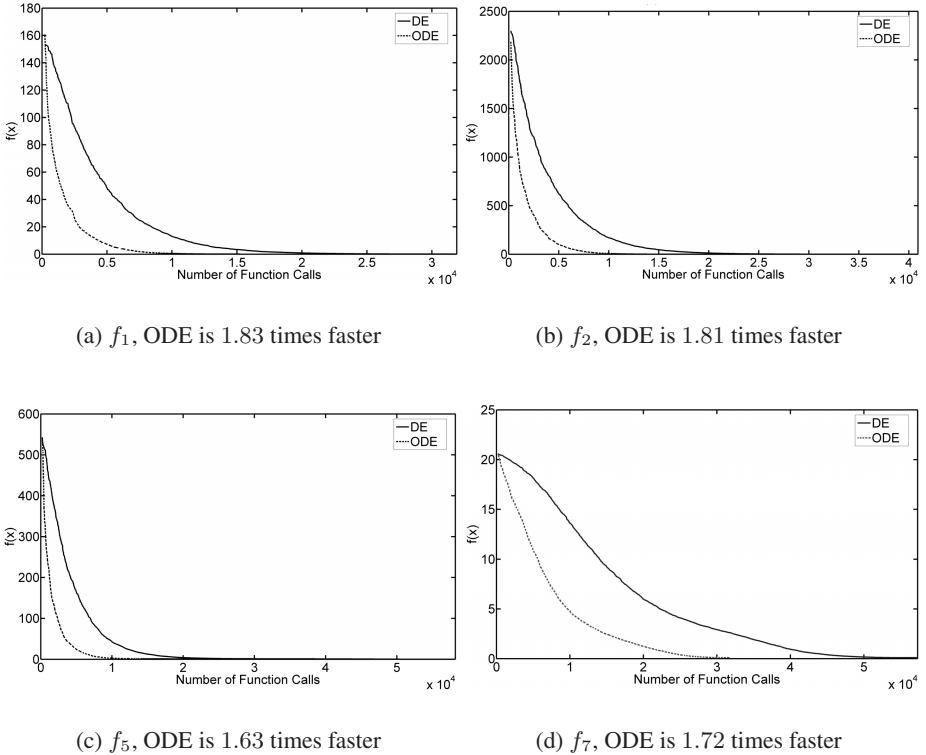 180
160
140
120
100
80
60
40
20
0
f(x)
DE
ODE
0 0.5 1 1.5 2 2.5 3
Number of Function Calls
x 10^4
(a) f₁, ODE is 1.83 times faster
2500
2000
1500
1000
500
0
f(x)
DE
ODE
0 0.5 1 1.5 2 2.5 3 3.5 4
Number of Function Calls
x 10^4
(b) f₂, ODE is 1.81 times faster
600
500
400
300
200
100
0
f(x)
DE
ODE
0 1 2 3 4 5
Number of Function Calls
x 10^4
(c) f₅, ODE is 1.63 times faster
25
20
15
10
5
0
f(x)
DE
ODE
0 1 2 3 4 5
Number of Function Calls
x 10^4
(d) f₇, ODE is 1.72 times faster